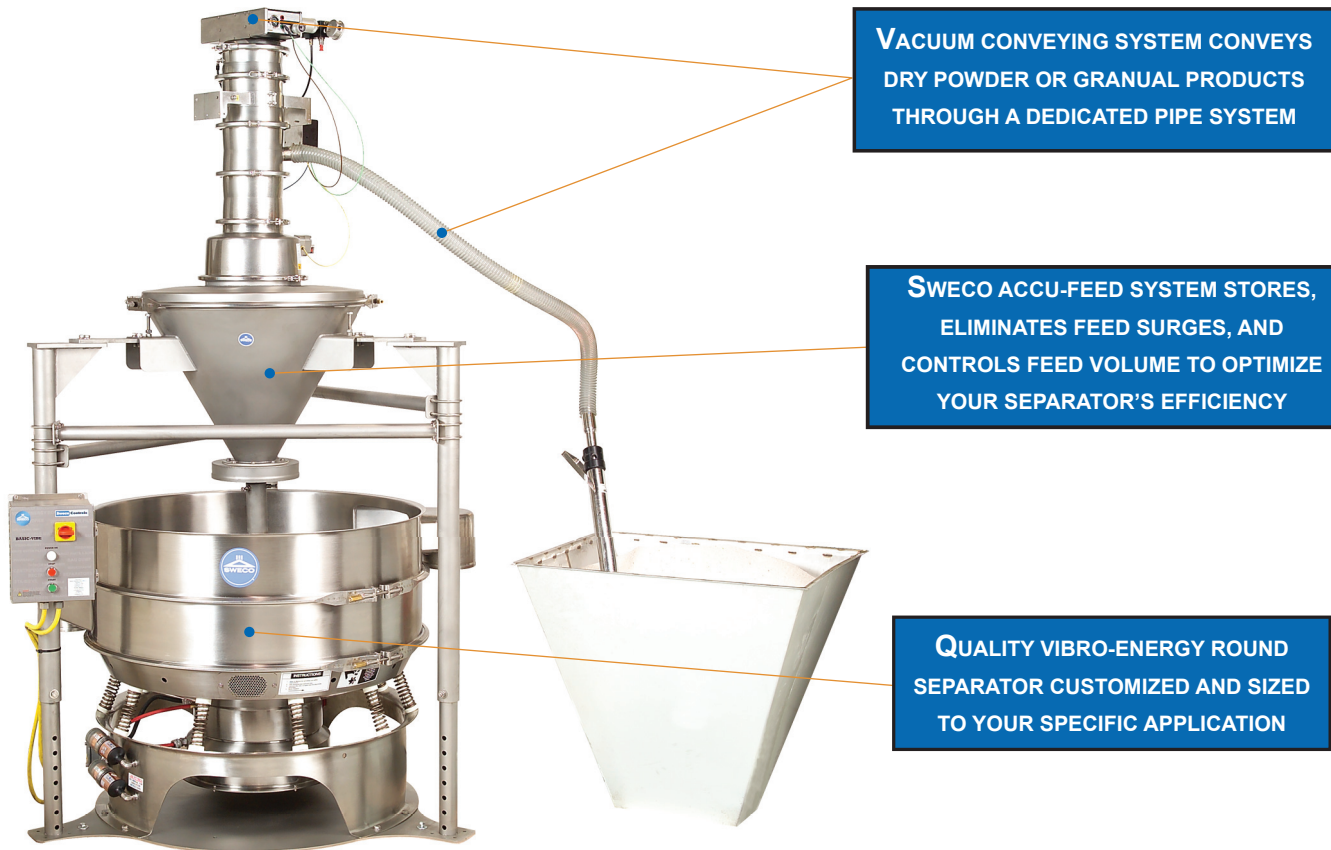 VACUUM CONVEYING SYSTEM CONVEYS
DRY POWDER OR GRANUAL PRODUCTS
THROUGH A DEDICATED PIPE SYSTEM
SWECO ACCU-FEED SYSTEM STORES,
ELIMINATES FEED SURGES, AND
CONTROLS FEED VOLUME TO OPTIMIZE
YOUR SEPARATOR’S EFFICIENCY
SWECO
INSTRUCTIONS
QUALITY VIBRO-ENERGY ROUND
SEPARATOR CUSTOMIZED AND SIZED
TO YOUR SPECIFIC APPLICATION